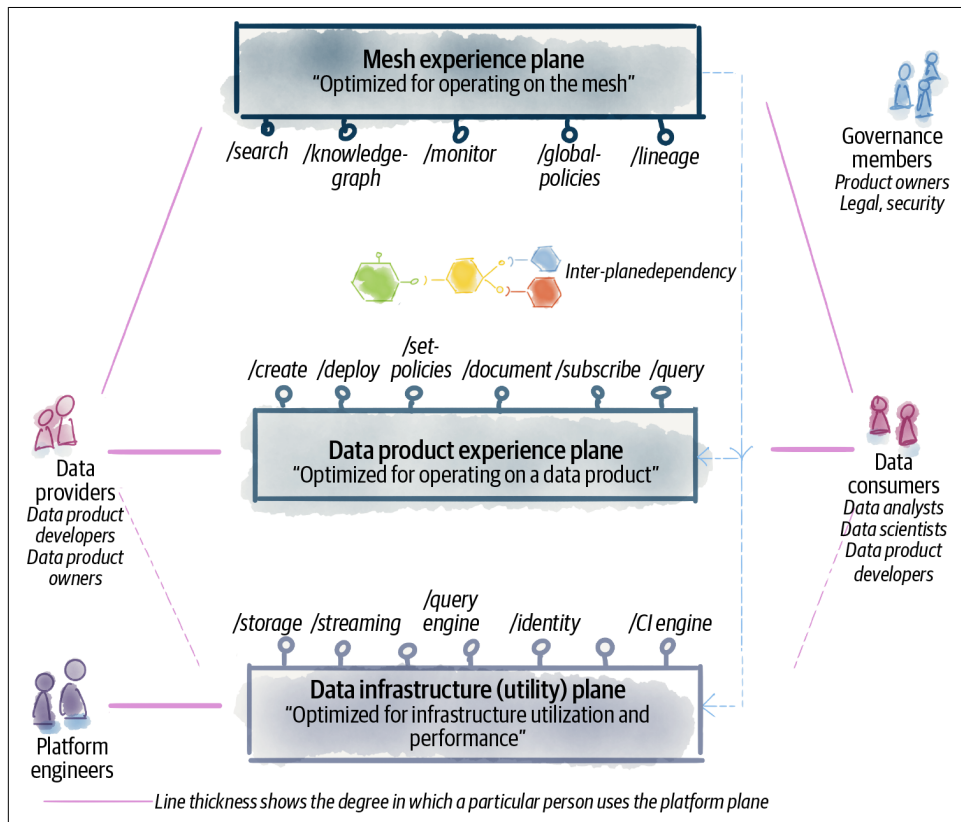 Mesh experience plane
“Optimized for operating on the mesh”
/search
/knowledge-
graph
/monitor
/global-
policies
/lineage
Governance
members
Product owners
Legal, security
Inter-planedependency
/create
/deploy
/set-
policies
/document
/subscribe
/query
Data product experience plane
“Optimized for operating on a data product”
Data
providers
Data product
developers
Data product
owners
Data
consumers
Data analysts
Data scientists
Data product
developers
/storage
/streaming
/query
engine
/identity
/CI engine
Data infrastructure (utility) plane
“Optimized for infrastructure utilization and
performance”
Platform
engineers
Line thickness shows the degree in which a particular person uses the platform plane